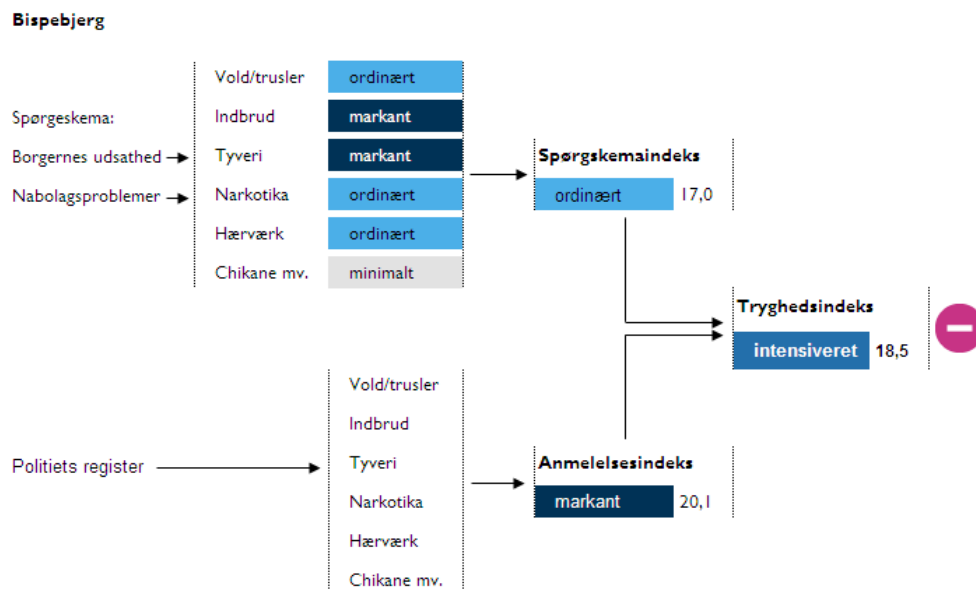 Bispebjerg
Vold/trusler ordinært
Spørgeskema:
Indbrud markant
Borgernes udsathed
Tyveri markant
Nabolagsproblemer
Narkotika ordinært
Hærværk ordinært
Chikane mv. minimalt
Spørgskemaindeks
ordinært 17,0
Tryghedsindeks
intensiveret 18,5
Politiets register
Vold/trusler
Indbrud
Tyveri
Narkotika
Hærværk
Chikane mv.
Anmelelsesindeks
markant 20,1